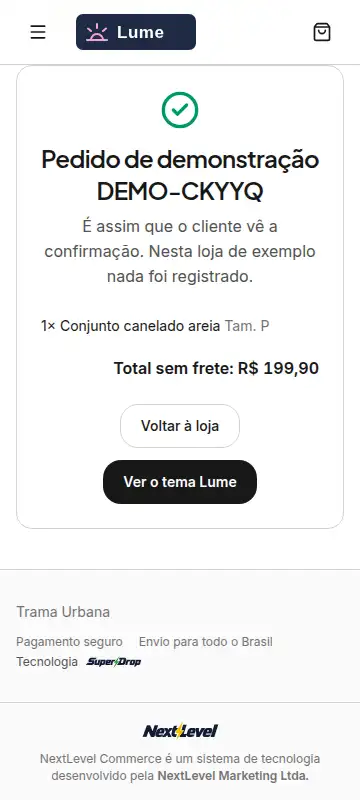 Lume
Pedido de demonstração
DEMO-CKYYQ
É assim que o cliente vê a
confirmação. Nesta loja de exemplo
nada foi registrado.
1× Conjunto canelado areia Tam. P
Total sem frete: R$ 199,90
Voltar à loja
Ver o tema Lume
Trama Urbana
Pagamento seguro Envio para todo o Brasil
Tecnologia SuperDrop
NextLevel
NextLevel Commerce é um sistema de tecnologia
desenvolvido pela NextLevel Marketing Ltda.